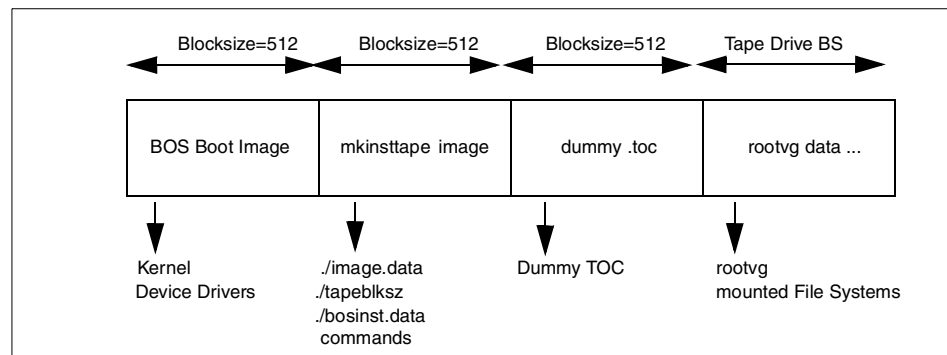 Blocksize=512 Blocksize=512 Blocksize=512 Tape Drive BS
BOS Boot Image mkinsttape image dummy .toc rootvg data ...
Kernel
Device Drivers
./image.data
./tapeblksz
./bosinst.data
commands
Dummy TOC
rootvg
mounted File Systems